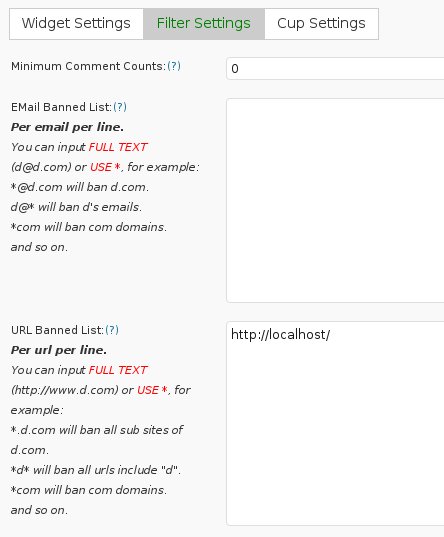 Widget Settings Filter Settings Cup Settings
Minimum Comment Counts:(?) 0
EMail Banned List:(?)
Per email per line.
You can input FULL TEXT
(d@d.com) or USE *, for example:
*@d.com will ban d.com.
d@* will ban d's emails.
*com will ban com domains.
and so on.
URL Banned List:(?) http://localhost/
Per url per line.
You can input FULL TEXT
(http://www.d.com) or USE *, for
example:
*.d.com will ban all sub sites of
d.com.
*d* will ban all urls include "d".
*com will ban com domains.
and so on.